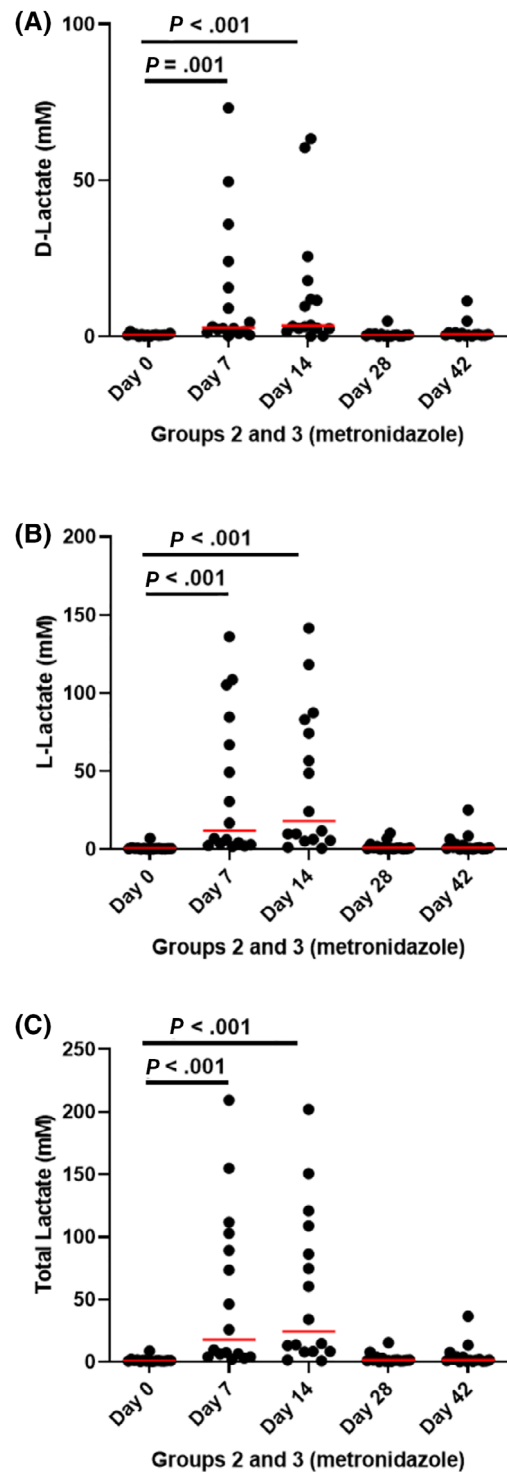 (A)
P < .001
P = .001
100
50
0
D-Lactate (mM)
Day 0
Day 7
Day 14
Day 28
Day 42
Groups 2 and 3 (metronidazole)
(B)
P < .001
P < .001
200
150
100
50
0
L-Lactate (mM)
Day 0
Day 7
Day 14
Day 28
Day 42
Groups 2 and 3 (metronidazole)
(C)
P < .001
P < .001
250
200
150
100
50
0
Total Lactate (mM)
Day 0
Day 7
Day 14
Day 28
Day 42
Groups 2 and 3 (metronidazole)